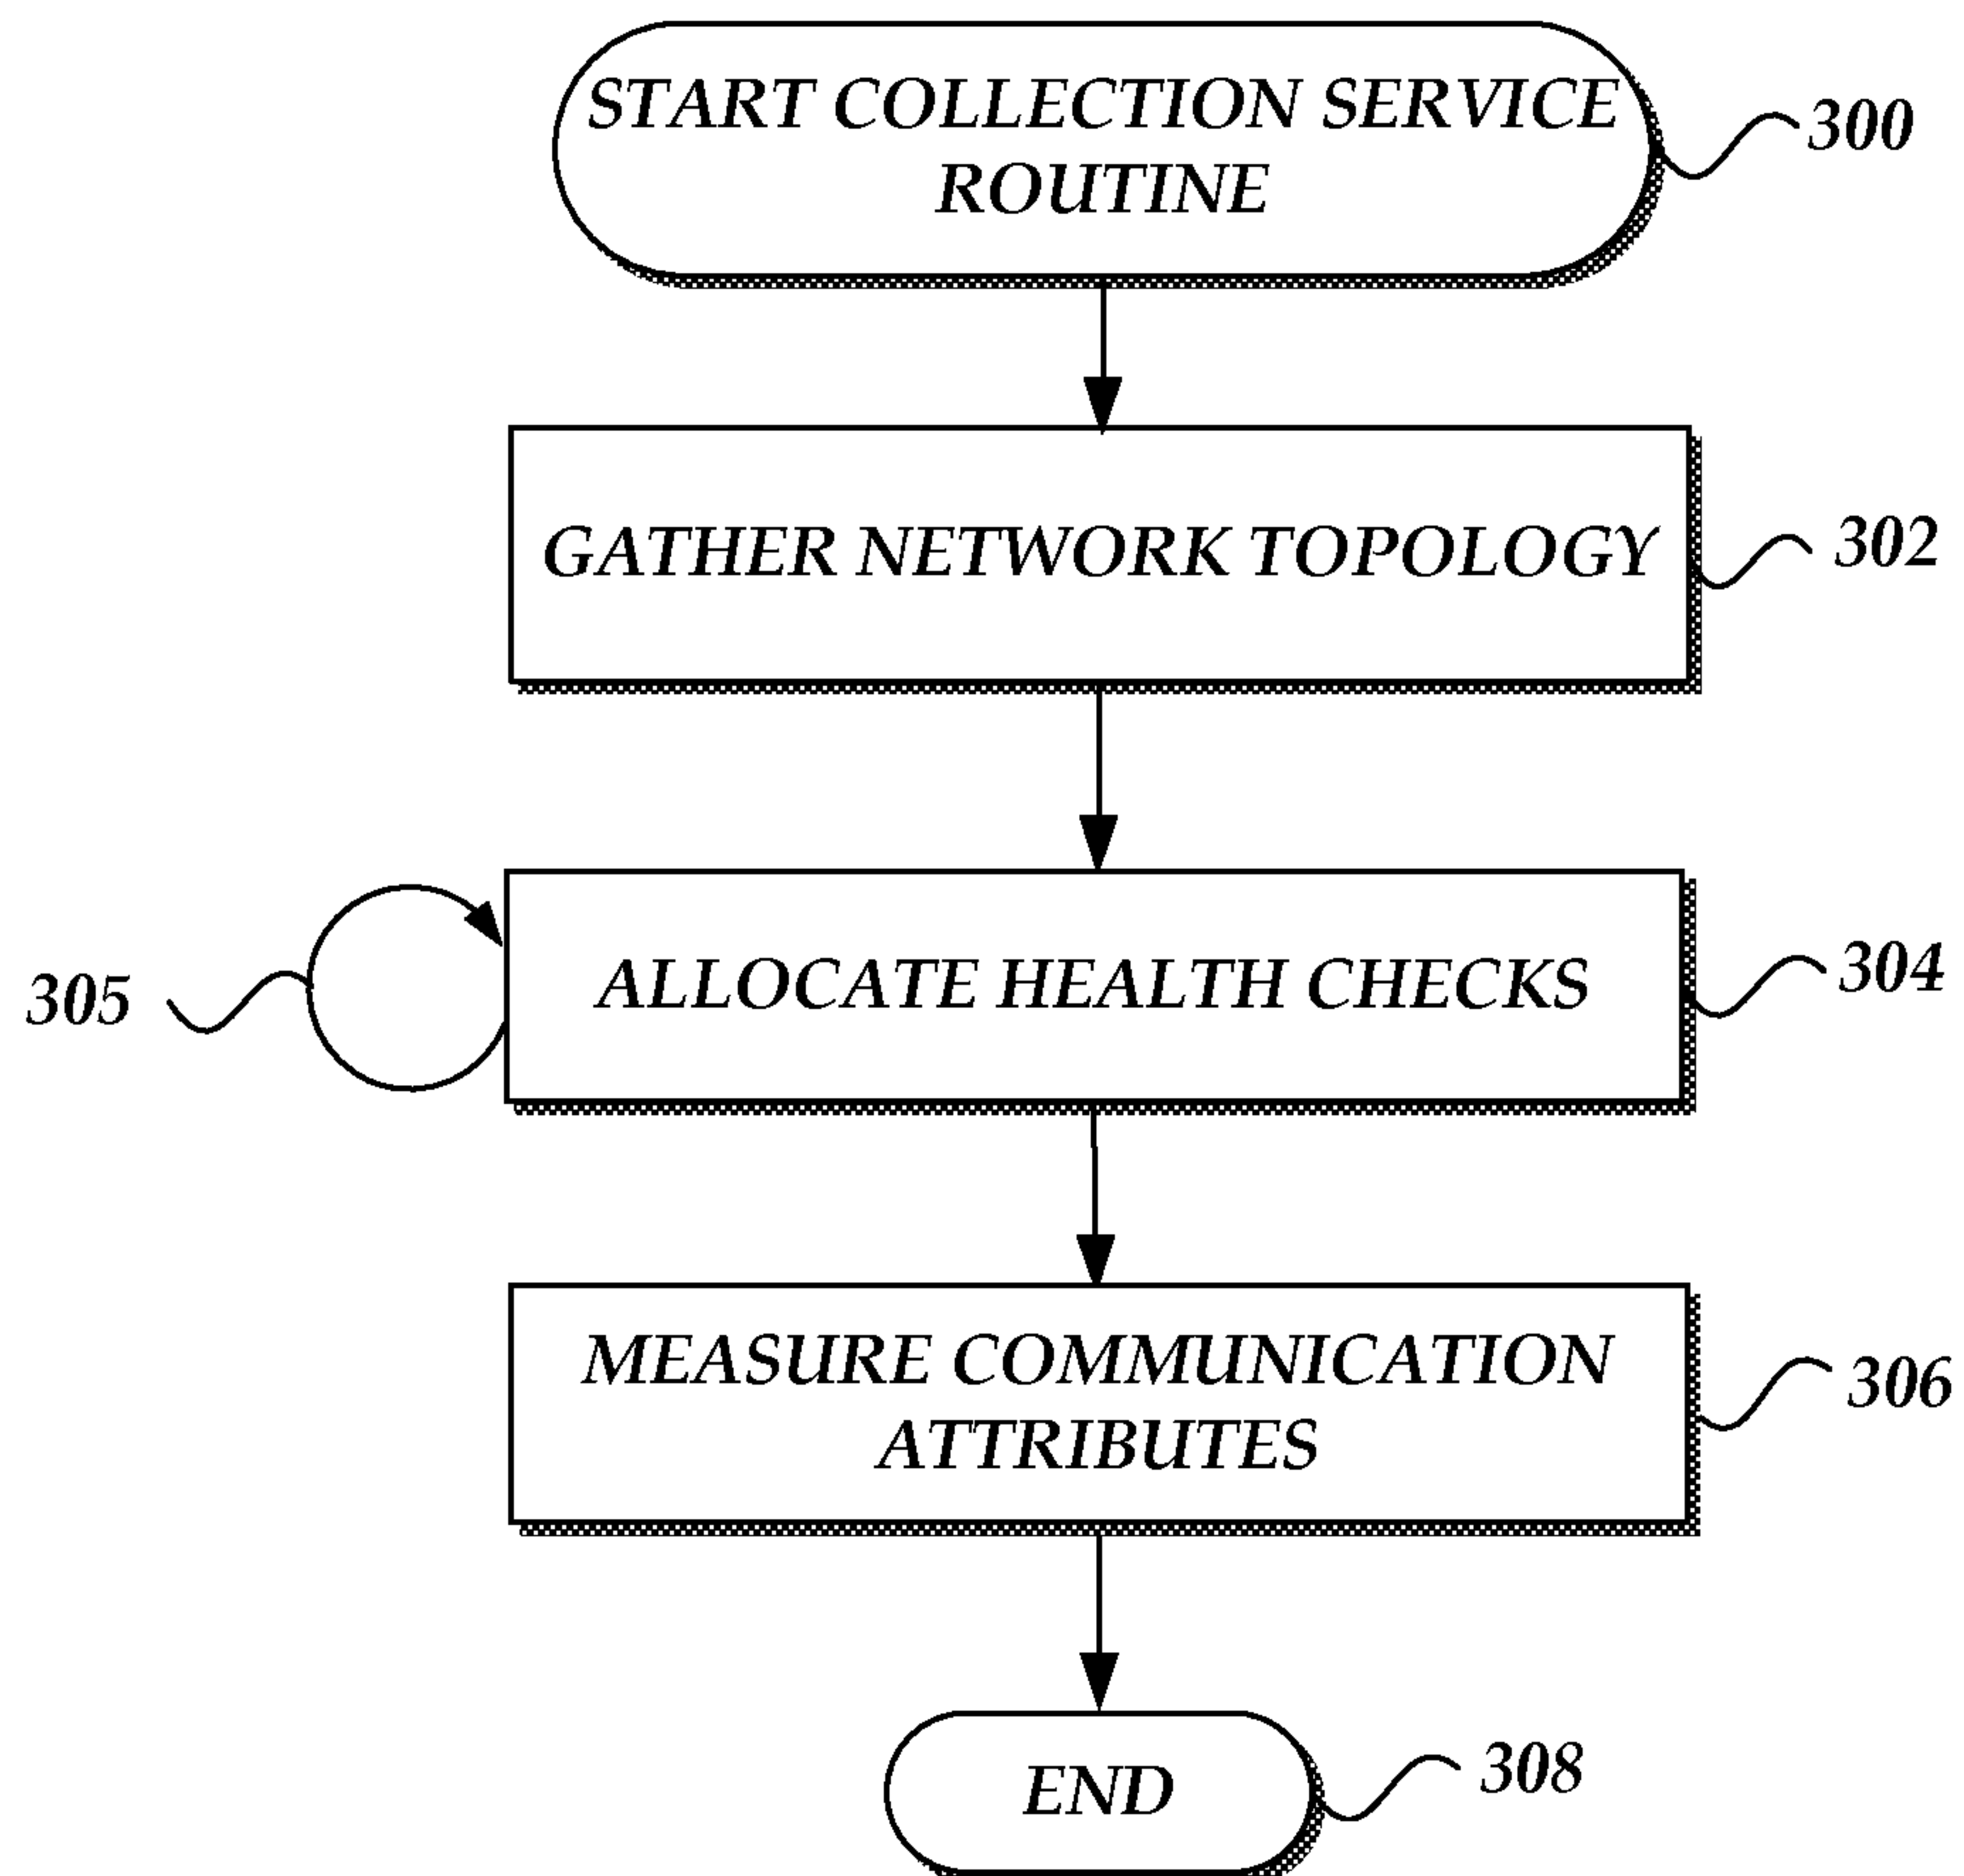 START COLLECTION SERVICE
ROUTINE
300
GATHER NETWORK TOPOLOGY
302
305
ALLOCATE HEALTH CHECKS
304
MEASURE COMMUNICATION
ATTRIBUTES
306
END
308